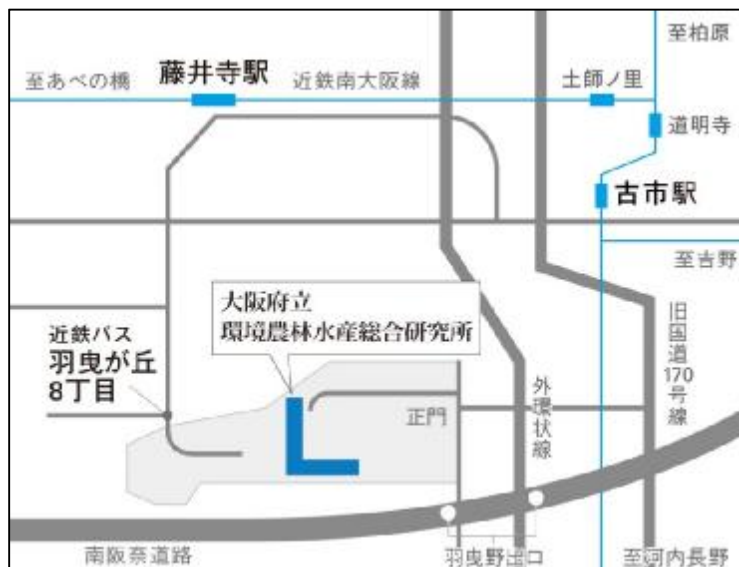 至柏原
藤井寺駅
至あべの橋
近鉄南大阪線
土師ノ里
道明寺
古市駅
至吉野
大阪府立
環境農林水産総合研究所
近鉄バス
羽曳が丘
8丁目
旧国道170号線
外環状線
正門
南阪奈道路
羽曳野出口
至河内長野